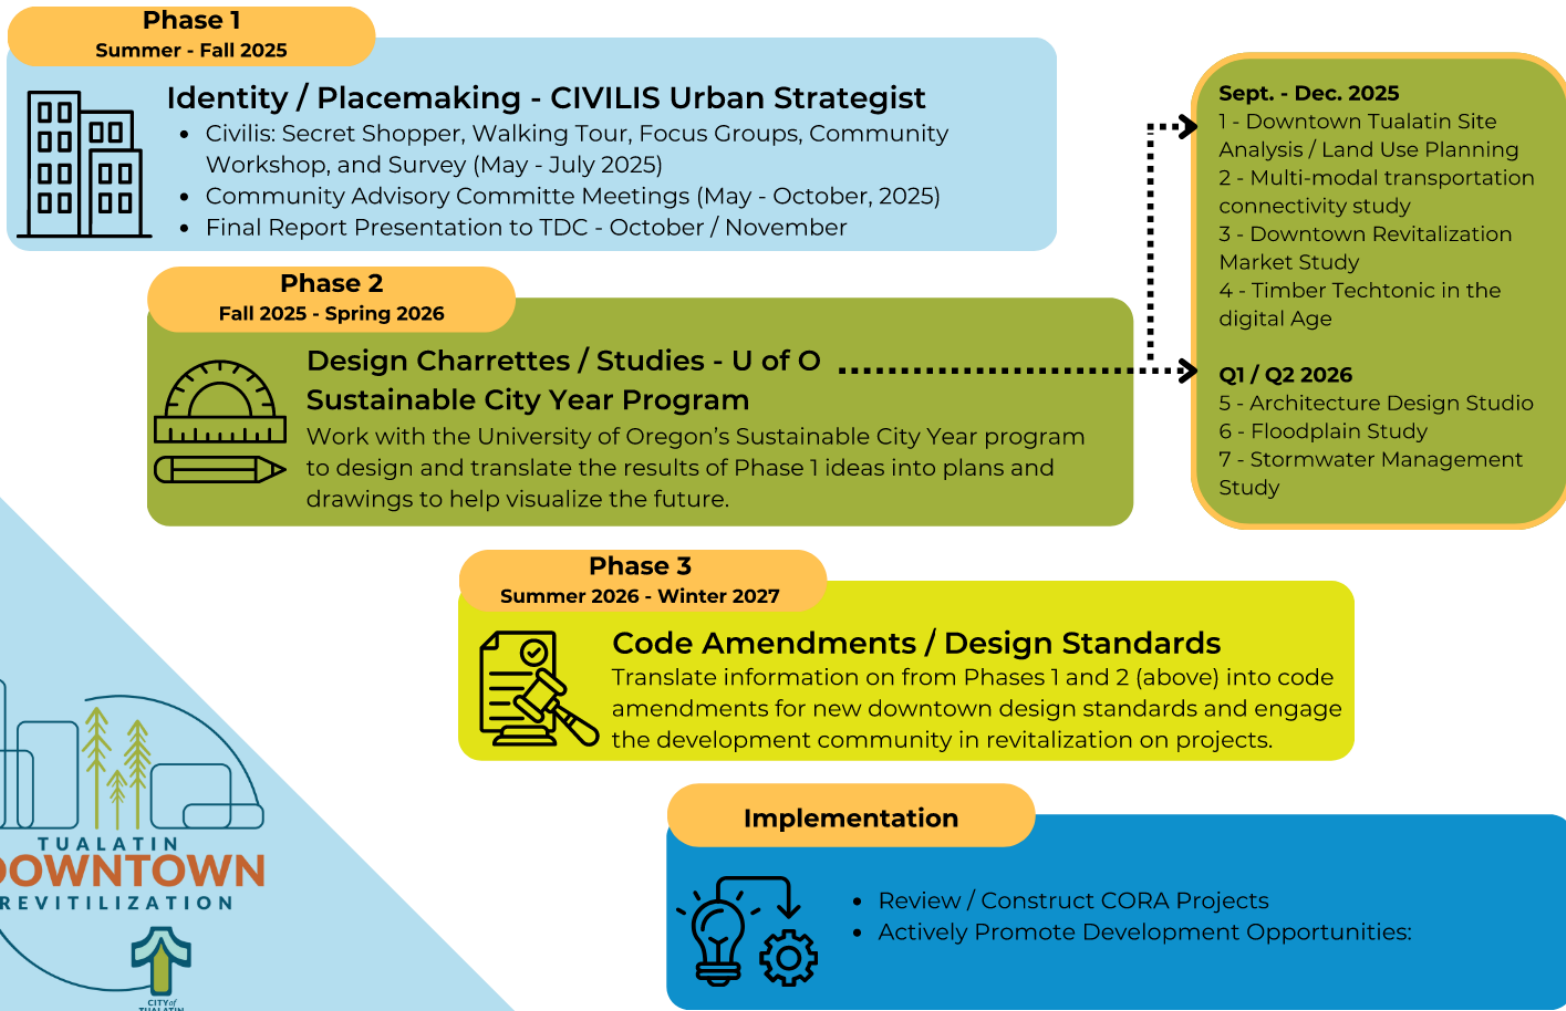 Phase 1
Summer - Fall 2025
Identity / Placemaking - CIVILIS Urban Strategist
• Civilis: Secret Shopper, Walking Tour, Focus Groups, Community
Workshop, and Survey (May - July 2025)
• Community Advisory Committe Meetings (May - October, 2025)
• Final Report Presentation to TDC - October / November
Phase 2
Fall 2025 - Spring 2026
Design Charrettes / Studies - U of O
Sustainable City Year Program
Work with the University of Oregon’s Sustainable City Year program
to design and translate the results of Phase 1 ideas into plans and
drawings to help visualize the future.
Sept. - Dec. 2025
1 - Downtown Tualatin Site
Analysis / Land Use Planning
2 - Multi-modal transportation
connectivity study
3 - Downtown Revitalization
Market Study
4 - Timber Techtonic in the
digital Age
Q1 / Q2 2026
5 - Architecture Design Studio
6 - Floodplain Study
7 - Stormwater Management
Study
Phase 3
Summer 2026 - Winter 2027
Code Amendments / Design Standards
Translate information on from Phases 1 and 2 (above) into code
amendments for new downtown design standards and engage
the development community in revitalization on projects.
Implementation
• Review / Construct CORA Projects
• Actively Promote Development Opportunities:
TUALATIN
DOWNTOWN
REVITILIZATION
CITY of
TUALATIN